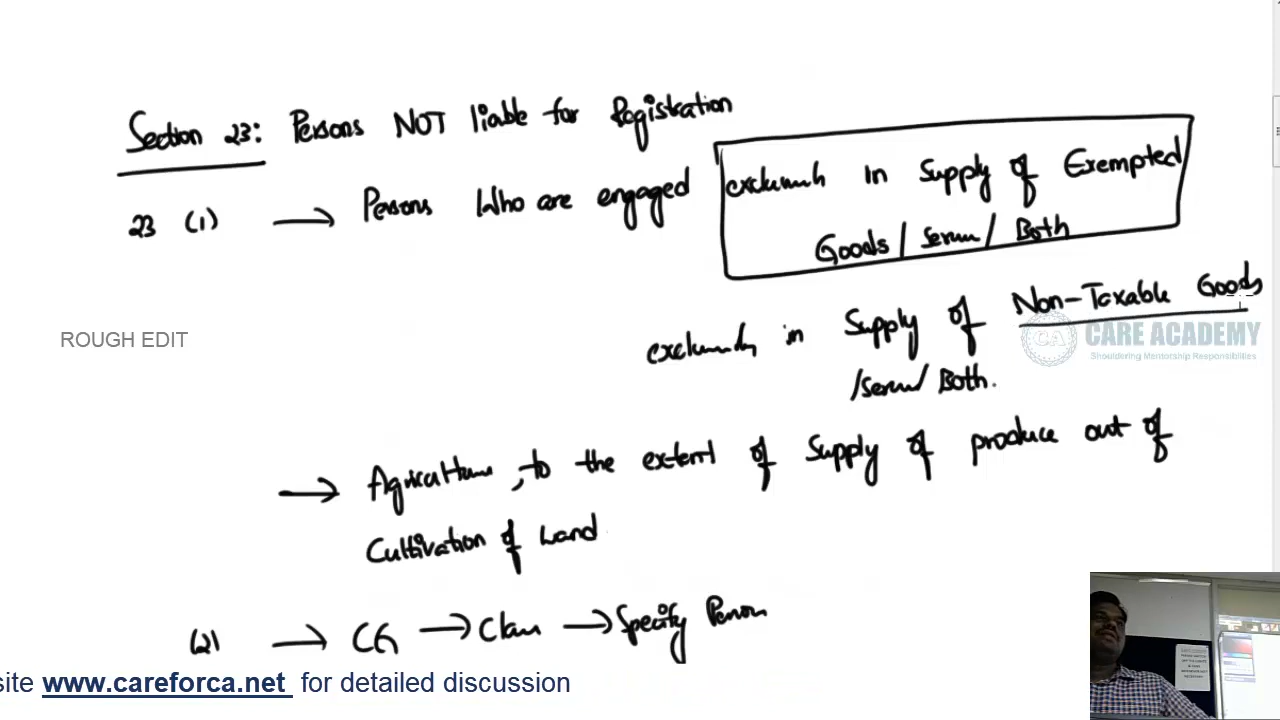 Section 23: Persons NOT liable for Registration
23 (1) → Persons Who are engaged exclusively in Supply of Exempted
Goods / Service / Both
exclusively in Supply of Non-Taxable Goods
/ Service / Both.
ROUGH EDIT
CARE ACADEMY
Shouldering Mentorship Responsibilities
→ Agriculture, to the extent of Supply of produce out of
Cultivation of Land
(2) → CG → Class → Specify Person
site www.careforca.net for detailed discussion